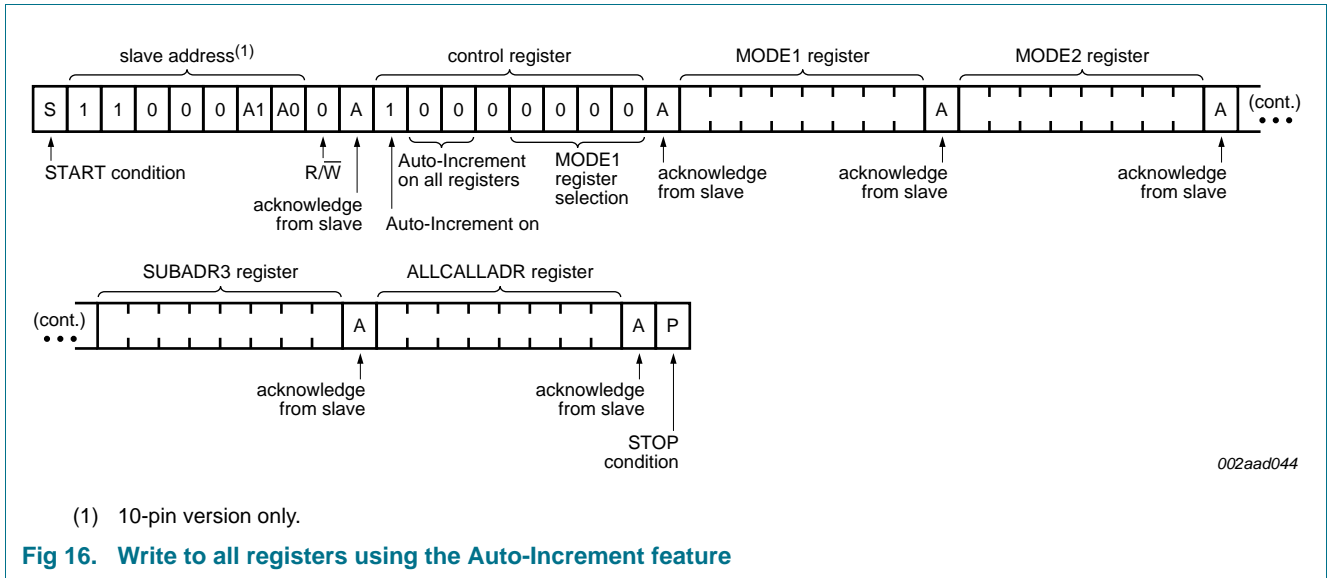 slave address(1) control register MODE1 register MODE2 register
S 1 1 0 0 0 A1 A0 0 A 1 0 0 0 0 0 0 0 A A A (cont.)
START condition R/W̅ Auto-Increment on all registers MODE1 register selection acknowledge from slave acknowledge from slave acknowledge from slave
acknowledge from slave Auto-Increment on
SUBADR3 register ALLCALLADR register
(cont.) A A P
acknowledge from slave acknowledge from slave
STOP condition
002aad044
(1) 10-pin version only.
Fig 16. Write to all registers using the Auto-Increment feature